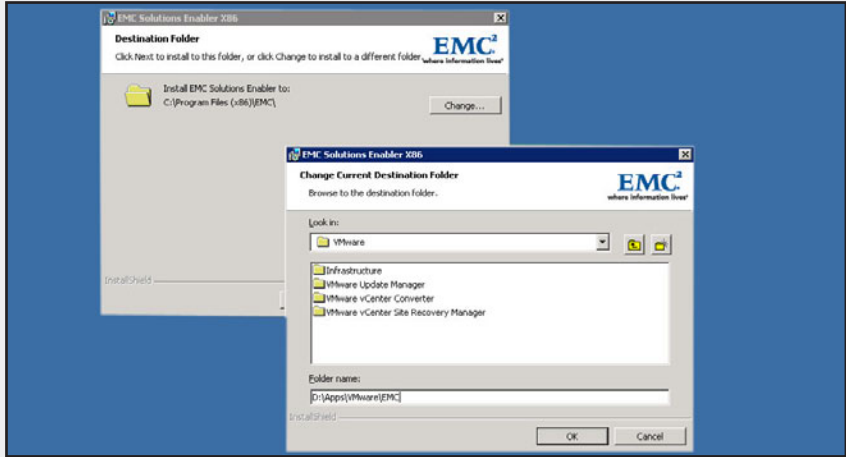 EMC Solutions Enabler X86
Destination Folder
Click Next to install to this folder, or click Change to install to a different folder.
EMC²
where information lives®
Install EMC Solutions Enabler to:
C:\Program Files (x86)\EMC\
Change...
InstallShield
EMC Solutions Enabler X86
Change Current Destination Folder
Browse to the destination folder.
EMC²
where information lives®
Look in:
VMware
Infrastructure
VMware Update Manager
VMware vCenter Converter
VMware vCenter Site Recovery Manager
Folder name:
D:\Apps\VMware\EMC
InstallShield
OK
Cancel